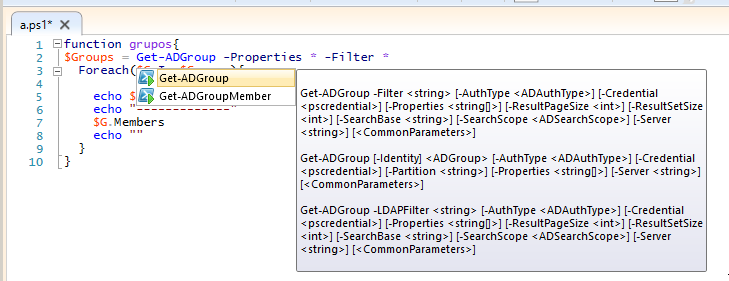 a.ps1*
1 function grupos{
2 $Groups = Get-ADGroup -Properties * -Filter *
3 Foreach($G In $Groups){
4
5 echo $
6 echo "-------------"
7 $G.Members
8 echo ""
9 }
10 }
Get-ADGroup
Get-ADGroupMember
Get-ADGroup -Filter <string> [-AuthType <ADAuthType>] [-Credential
<pscredential>] [-Properties <string[]>] [-ResultPageSize <int>] [-ResultSetSize
<int>] [-SearchBase <string>] [-SearchScope <ADSearchScope>] [-Server
<string>] [<CommonParameters>]
Get-ADGroup [-Identity] <ADGroup> [-AuthType <ADAuthType>] [-Credential
<pscredential>] [-Partition <string>] [-Properties <string[]>] [-Server <string>]
[<CommonParameters>]
Get-ADGroup -LDAPFilter <string> [-AuthType <ADAuthType>] [-Credential
<pscredential>] [-Properties <string[]>] [-ResultPageSize <int>] [-ResultSetSize
<int>] [-SearchBase <string>] [-SearchScope <ADSearchScope>] [-Server
<string>] [<CommonParameters>]